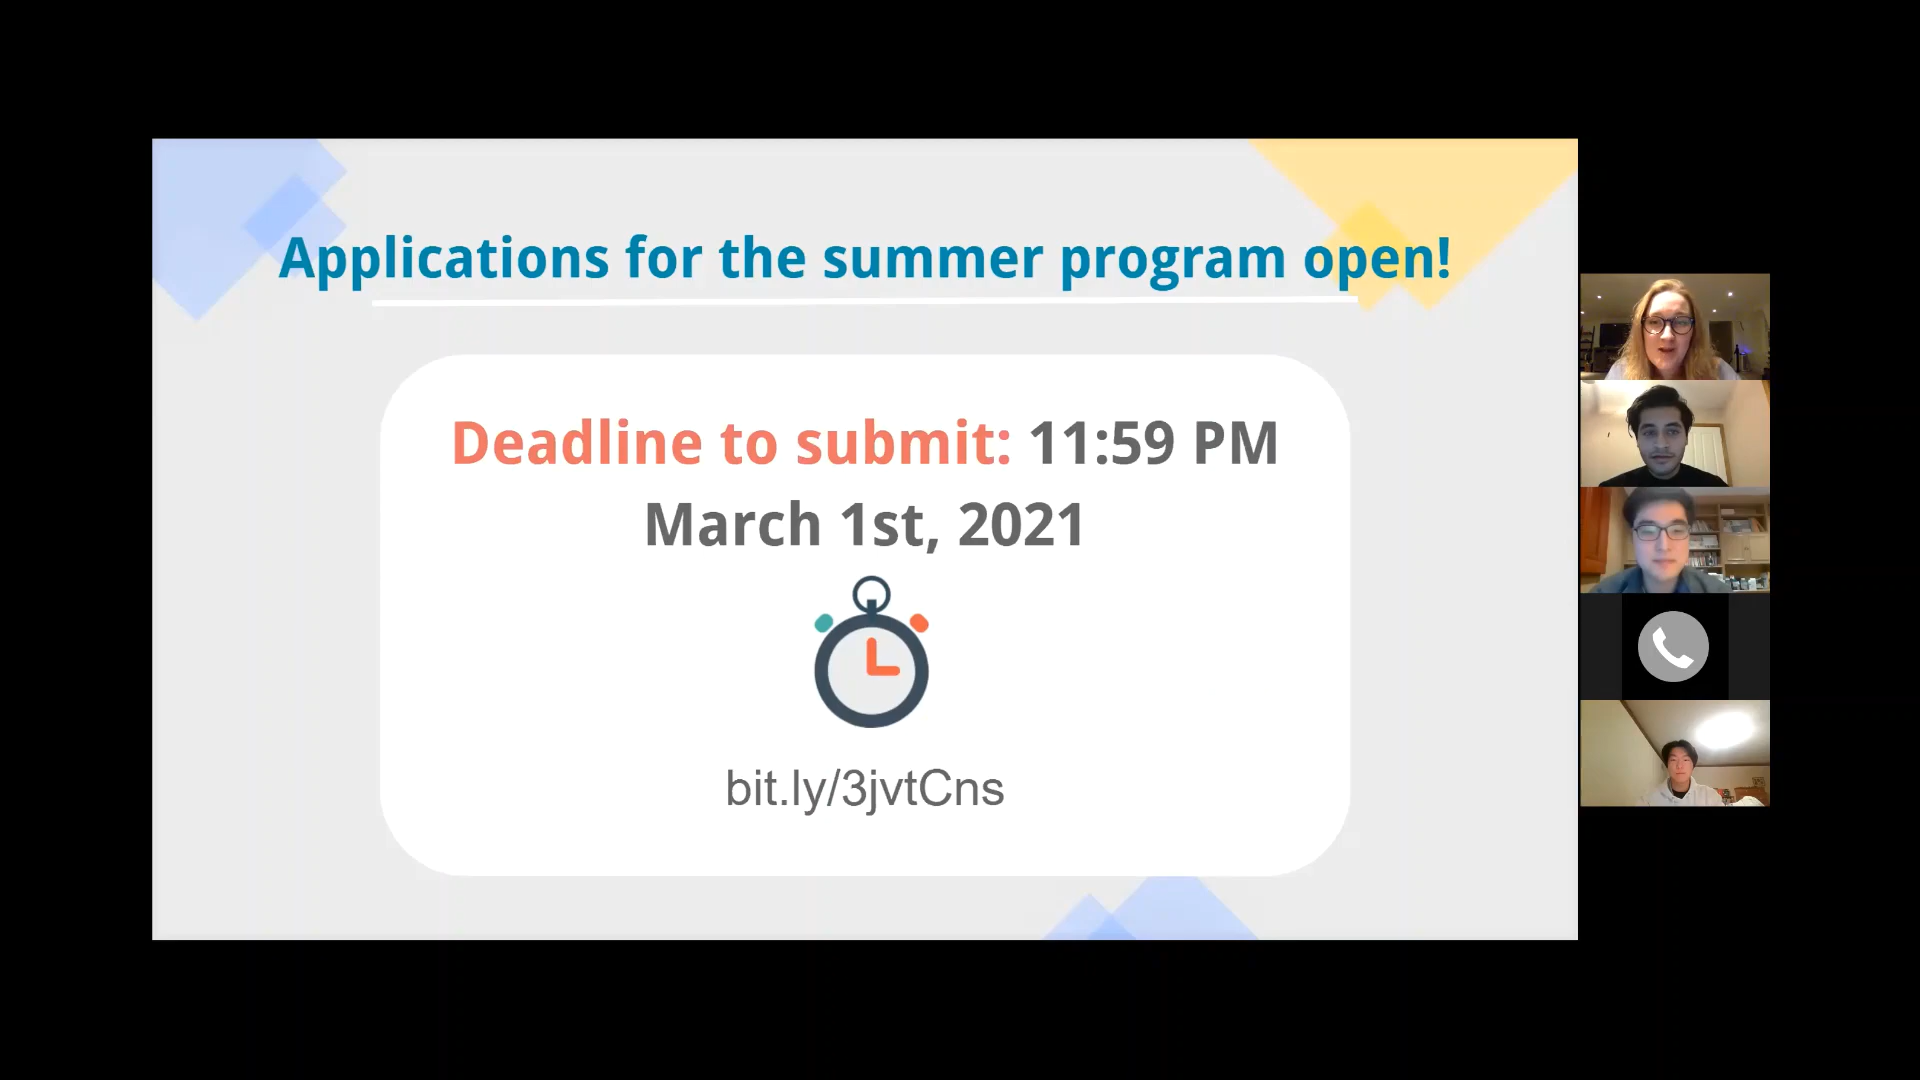 Applications for the summer program open!
Deadline to submit: 11:59 PM
March 1st, 2021
bit.ly/3jvtCns